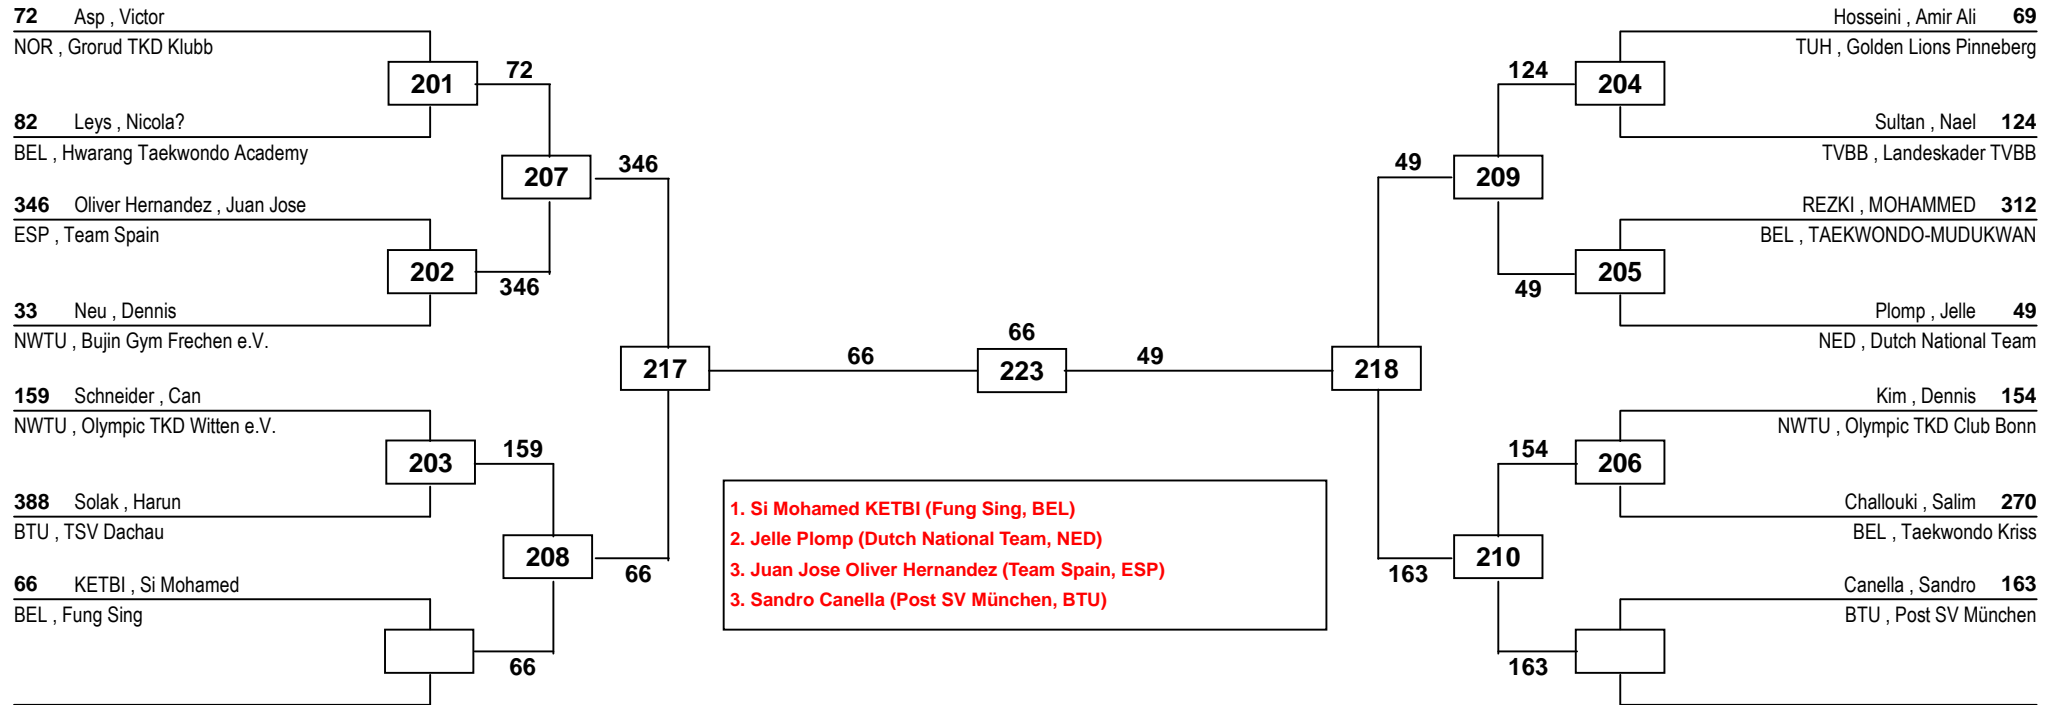 72 Asp , Victor
NOR , Grorud TKD Klubb
201
72
82 Leys , Nicola?
BEL , Hwarang Taekwondo Academy
207
346
346 Oliver Hernandez , Juan Jose
ESP , Team Spain
202
346
33 Neu , Dennis
NWTU , Bujin Gym Frechen e.V.
217
66
159 Schneider , Can
NWTU , Olympic TKD Witten e.V.
203
159
388 Solak , Harun
BTU , TSV Dachau
208
66
66 KETBI , Si Mohamed
BEL , Fung Sing
66
66
223
1. Si Mohamed KETBI (Fung Sing, BEL)
2. Jelle Plomp (Dutch National Team, NED)
3. Juan Jose Oliver Hernandez (Team Spain, ESP)
3. Sandro Canella (Post SV München, BTU)
Hosseini , Amir Ali 69
TUH , Golden Lions Pinneberg
124
204
Sultan , Nael 124
TVBB , Landeskader TVBB
49
209
REZKI , MOHAMMED 312
BEL , TAEKWONDO-MUDUKWAN
49
205
Plomp , Jelle 49
NED , Dutch National Team
49
218
Kim , Dennis 154
NWTU , Olympic TKD Club Bonn
154
206
Challouki , Salim 270
BEL , Taekwondo Kriss
163
210
Canella , Sandro 163
BTU , Post SV München
163